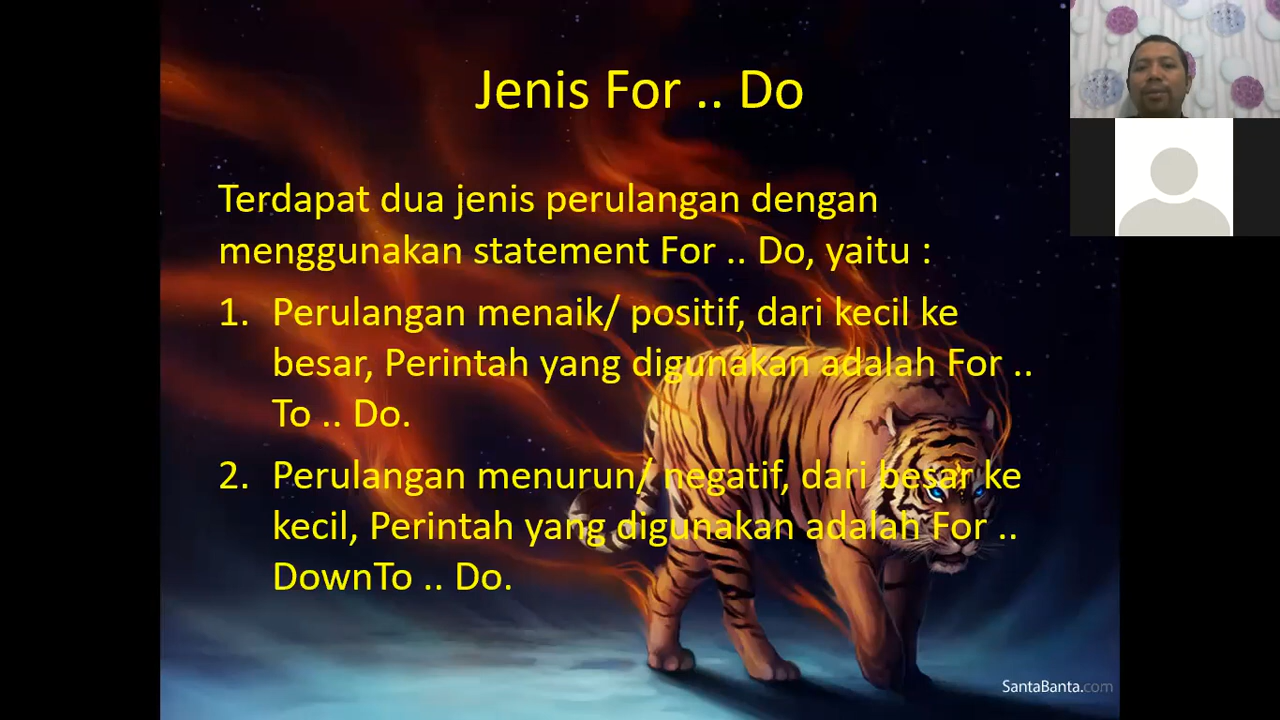 Jenis For .. Do
Terdapat dua jenis perulangan dengan
menggunakan statement For .. Do, yaitu :
1. Perulangan menaik/ positif, dari kecil ke
besar, Perintah yang digunakan adalah For ..
To .. Do.
2. Perulangan menurun/ negatif, dari besar ke
kecil, Perintah yang digunakan adalah For ..
DownTo .. Do.
SantaBanta.com